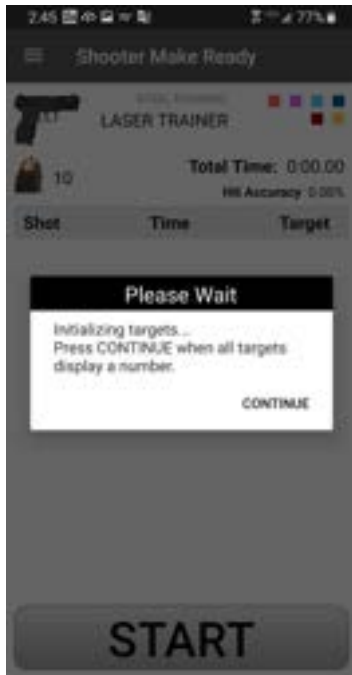 2:45 77%
Shooter Make Ready
LASER TRAINER
10
Total Time: 0:00.00
Hit Accuracy 0.00%
Shot Time Target
Please Wait
Initializing targets...
Press CONTINUE when all targets
display a number.
CONTINUE
START